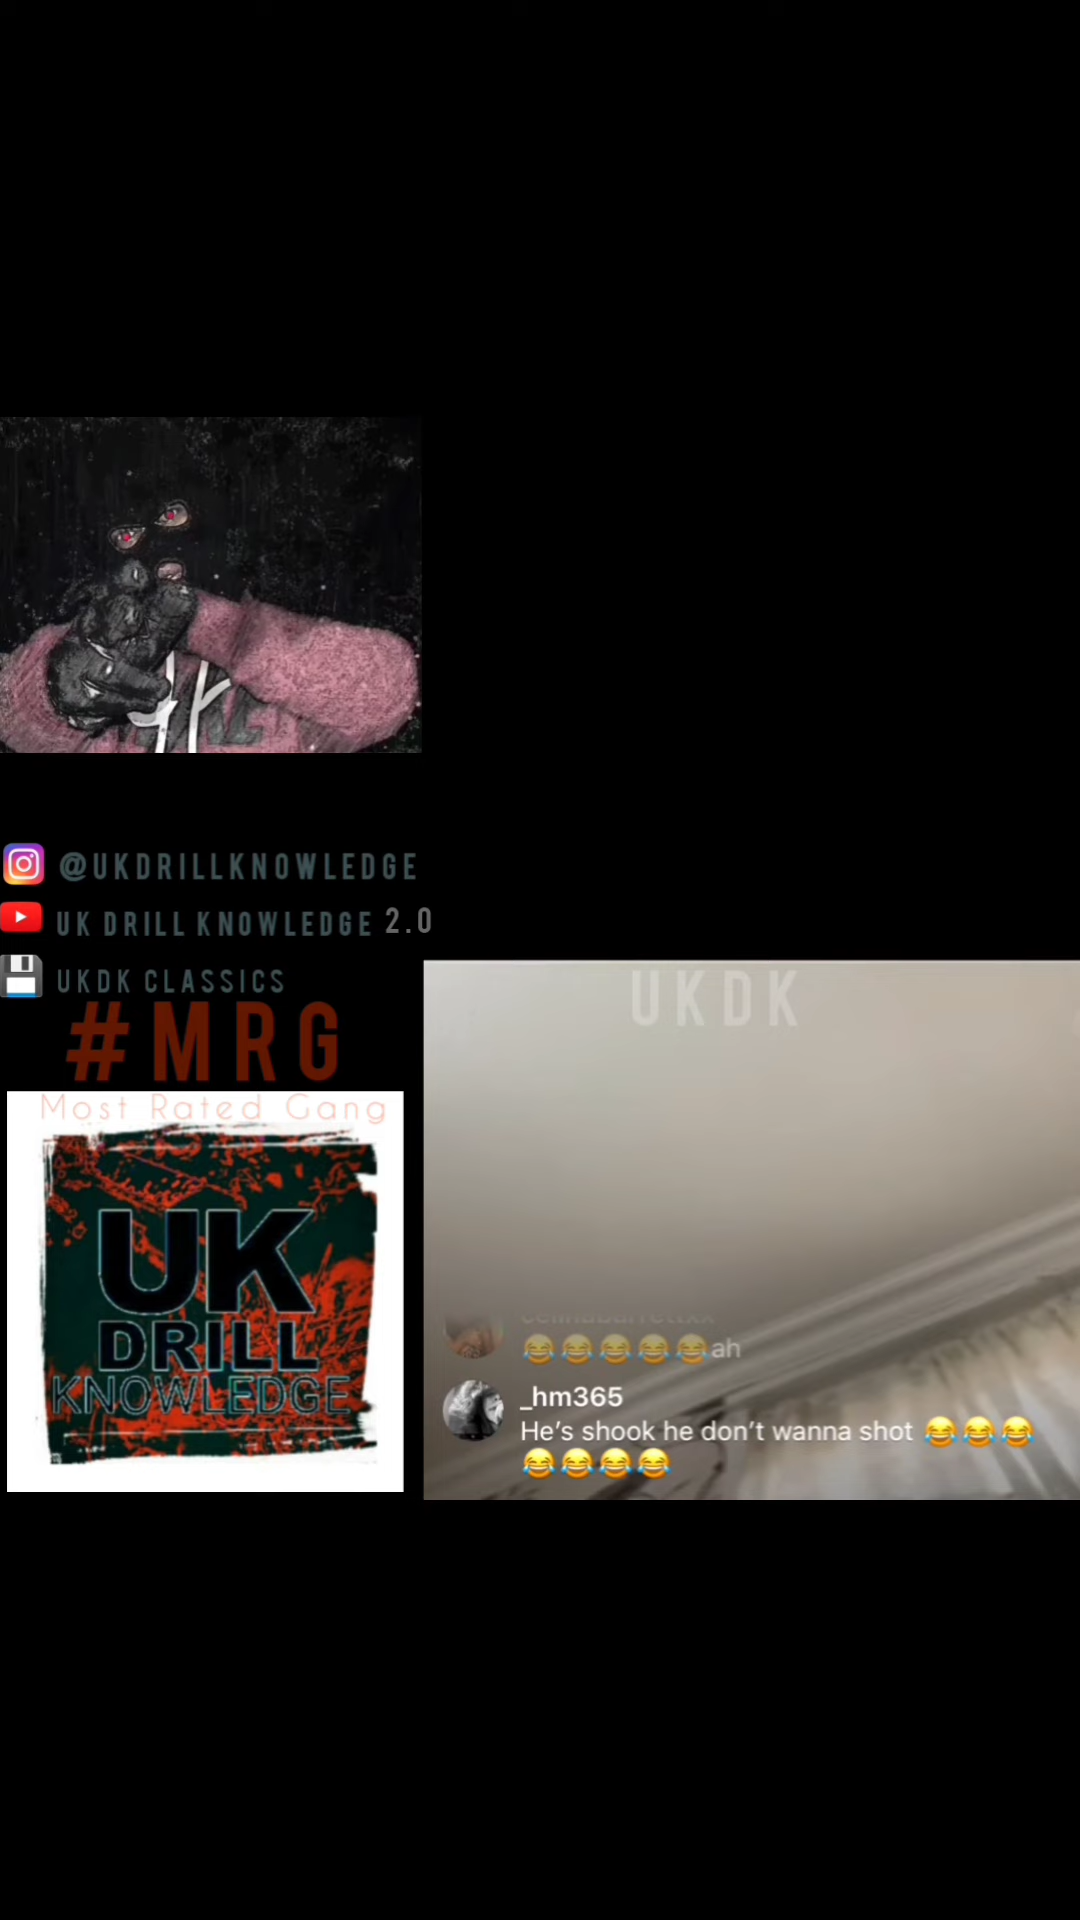 @UKDRILLKNOWLEDGE
UK DRILL KNOWLEDGE 2.0
UKDK CLASSICS
#MRG
Most Rated Gang
UK
DRILL
KNOWLEDGE
UKDK
😂😂😂😂😂ah
_hm365
He’s shook he don’t wanna shot 😂😂😂
😂😂😂😂